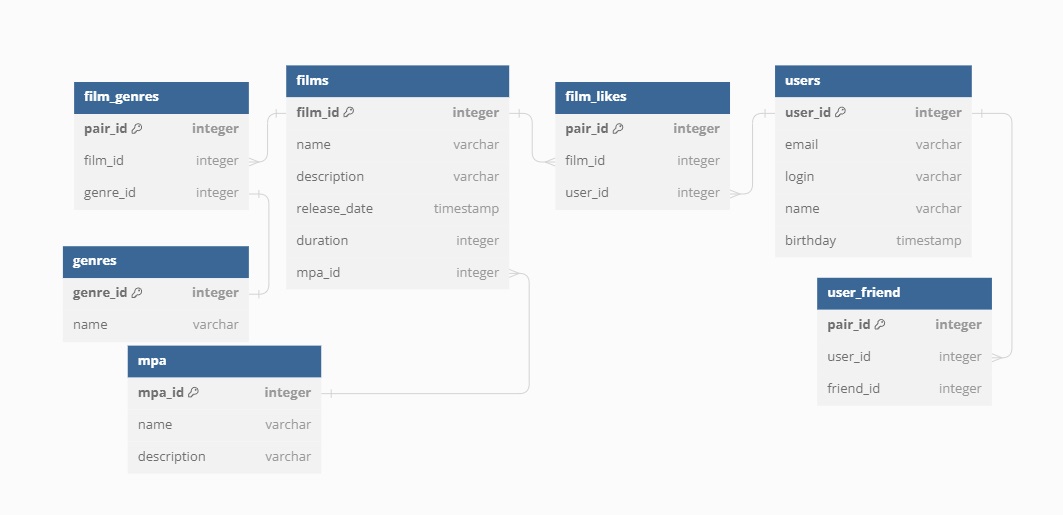 film_genres
pair_id integer
film_id integer
genre_id integer
genres
genre_id integer
name varchar
mpa
mpa_id integer
name varchar
description varchar
films
film_id integer
name varchar
description varchar
release_date timestamp
duration integer
mpa_id integer
film_likes
pair_id integer
film_id integer
user_id integer
users
user_id integer
email varchar
login varchar
name varchar
birthday timestamp
user_friend
pair_id integer
user_id integer
friend_id integer